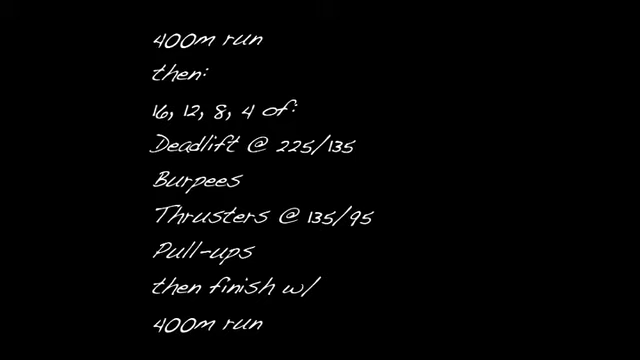 400m run
then:
16, 12, 8, 4 of:
Deadlift @ 225/135
Burpees
Thrusters @ 135/95
Pull-ups
then finish w/
400m run